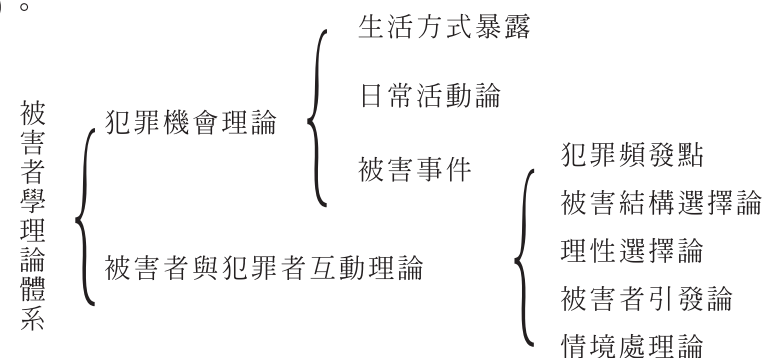 ）。
被害者學理論體系
犯罪機會理論
生活方式暴露
日常活動論
被害事件
被害者與犯罪者互動理論
犯罪頻發點
被害結構選擇論
理性選擇論
被害者引發論
情境處理論